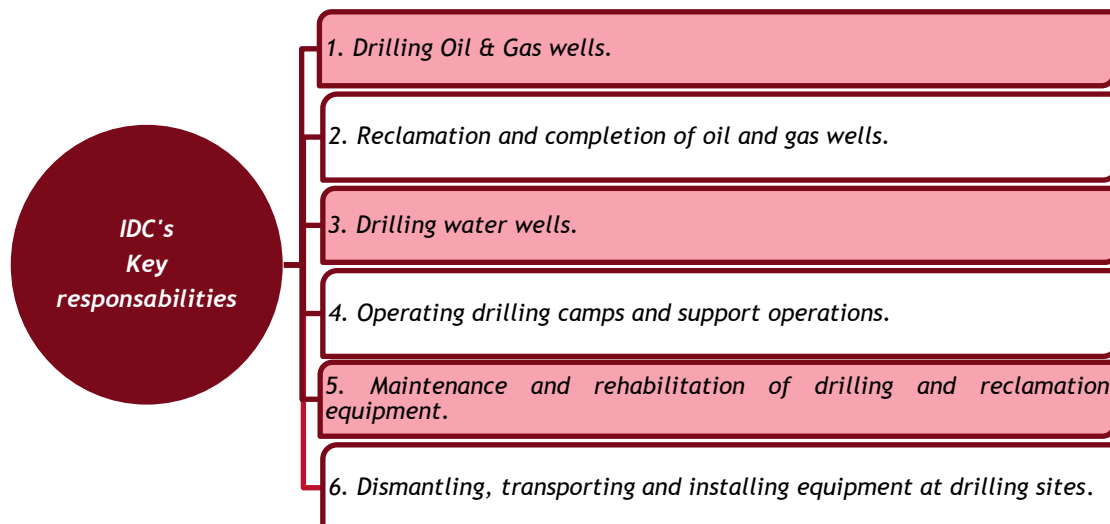 IDC's
Key
responsabilities
1. Drilling Oil & Gas wells.
2. Reclamation and completion of oil and gas wells.
3. Drilling water wells.
4. Operating drilling camps and support operations.
5. Maintenance and rehabilitation of drilling and reclamation
equipment.
6. Dismantling, transporting and installing equipment at drilling sites.